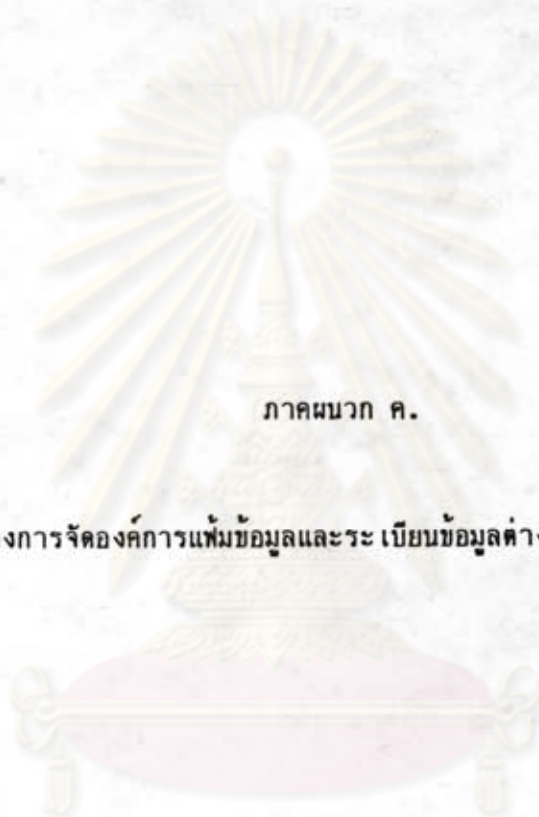 ภาคผนวก ค.
งการจัดองค์การแฟ้มข้อมูลและระเบียนข้อมูลต่าง